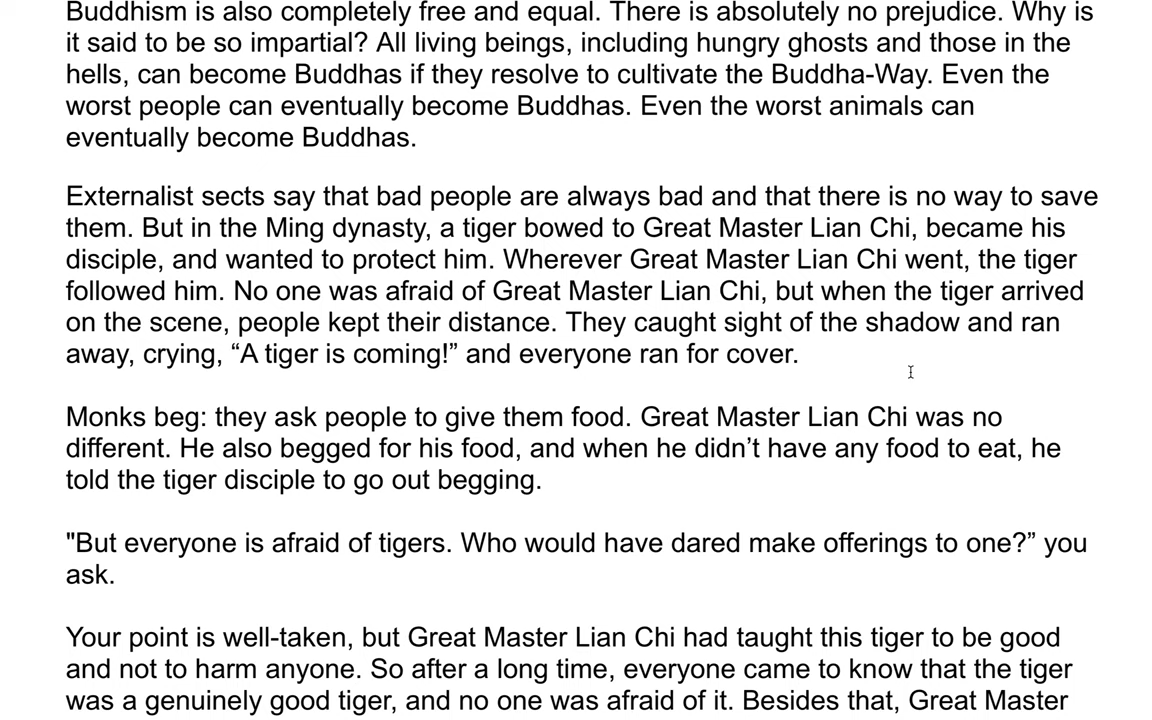 Buddhism is also completely free and equal. There is absolutely no prejudice. Why is
it said to be so impartial? All living beings, including hungry ghosts and those in the
hells, can become Buddhas if they resolve to cultivate the Buddha-Way. Even the
worst people can eventually become Buddhas. Even the worst animals can
eventually become Buddhas.
Externalist sects say that bad people are always bad and that there is no way to save
them. But in the Ming dynasty, a tiger bowed to Great Master Lian Chi, became his
disciple, and wanted to protect him. Wherever Great Master Lian Chi went, the tiger
followed him. No one was afraid of Great Master Lian Chi, but when the tiger arrived
on the scene, people kept their distance. They caught sight of the shadow and ran
away, crying, “A tiger is coming!” and everyone ran for cover.
Monks beg: they ask people to give them food. Great Master Lian Chi was no
different. He also begged for his food, and when he didn’t have any food to eat, he
told the tiger disciple to go out begging.
"But everyone is afraid of tigers. Who would have dared make offerings to one?” you
ask.
Your point is well-taken, but Great Master Lian Chi had taught this tiger to be good
and not to harm anyone. So after a long time, everyone came to know that the tiger
was a genuinely good tiger, and no one was afraid of it. Besides that, Great Master